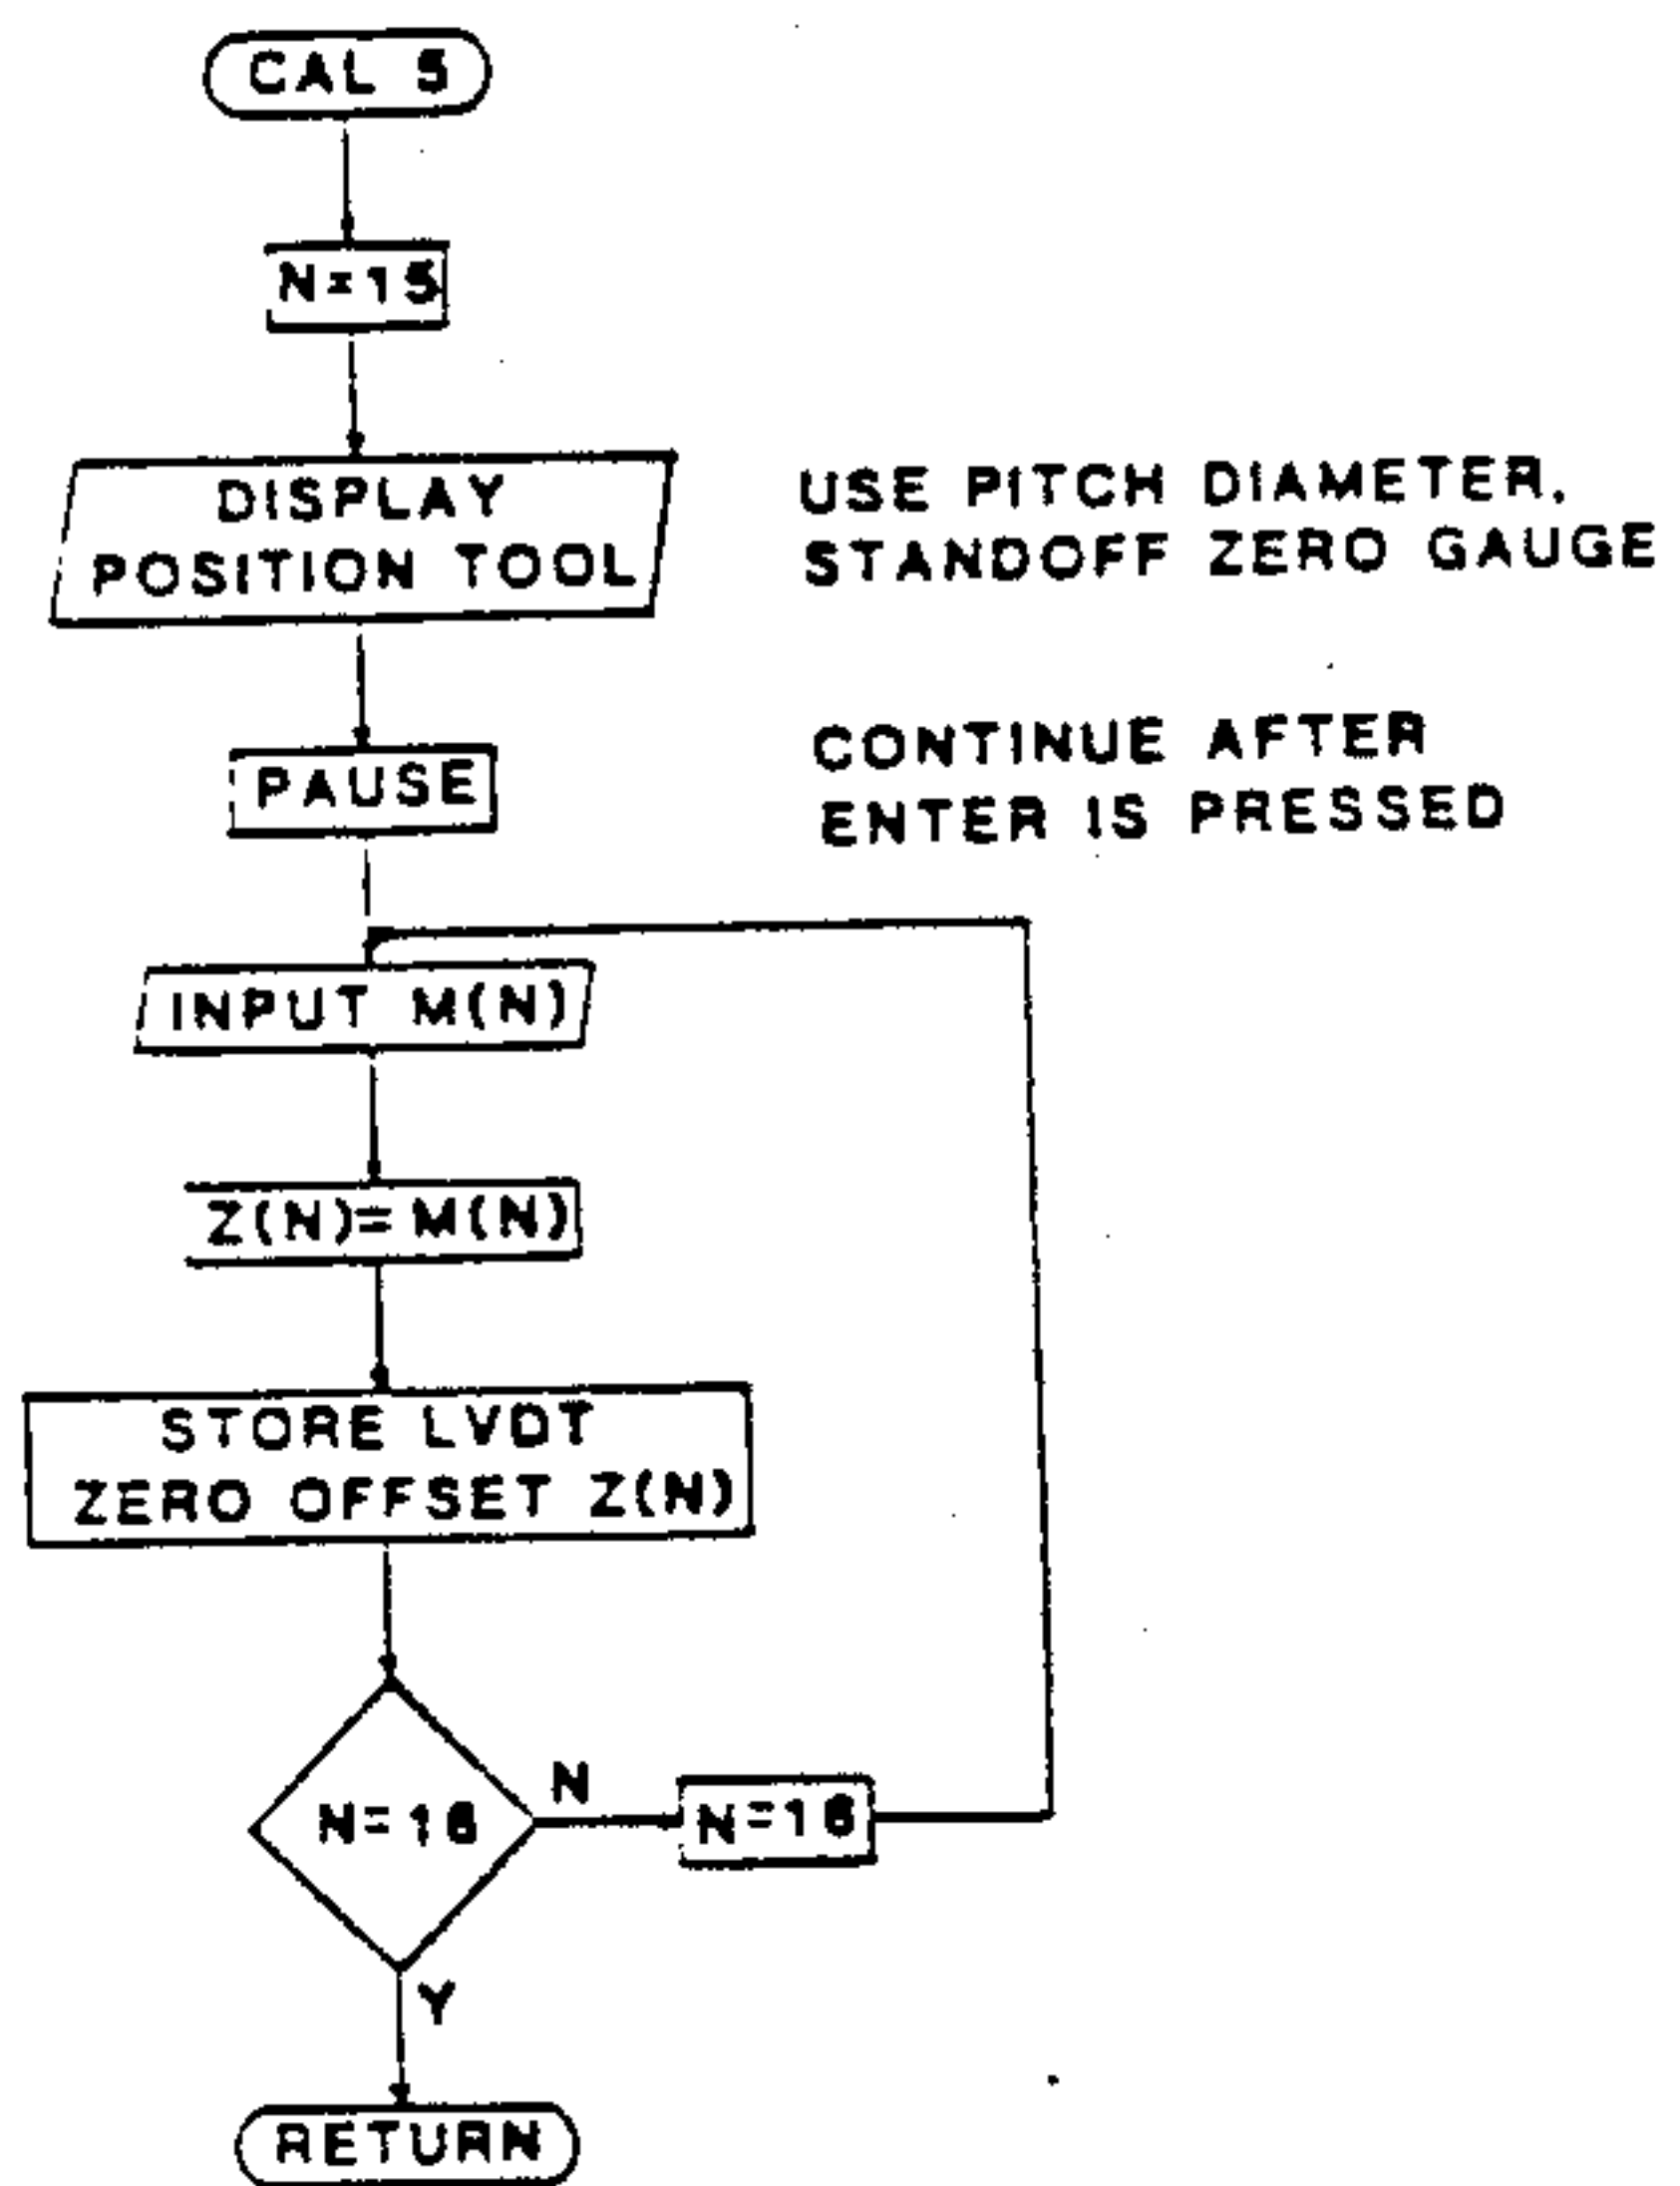 CAL 5
N=15
DISPLAY
POSITION TOOL
USE PITCH DIAMETER.
STANDOFF ZERO GAUGE
PAUSE
CONTINUE AFTER
ENTER IS PRESSED
INPUT M(N)
Z(N)=M(N)
STORE LVDT
ZERO OFFSET Z(N)
N=16
N
N=16
Y
RETURN